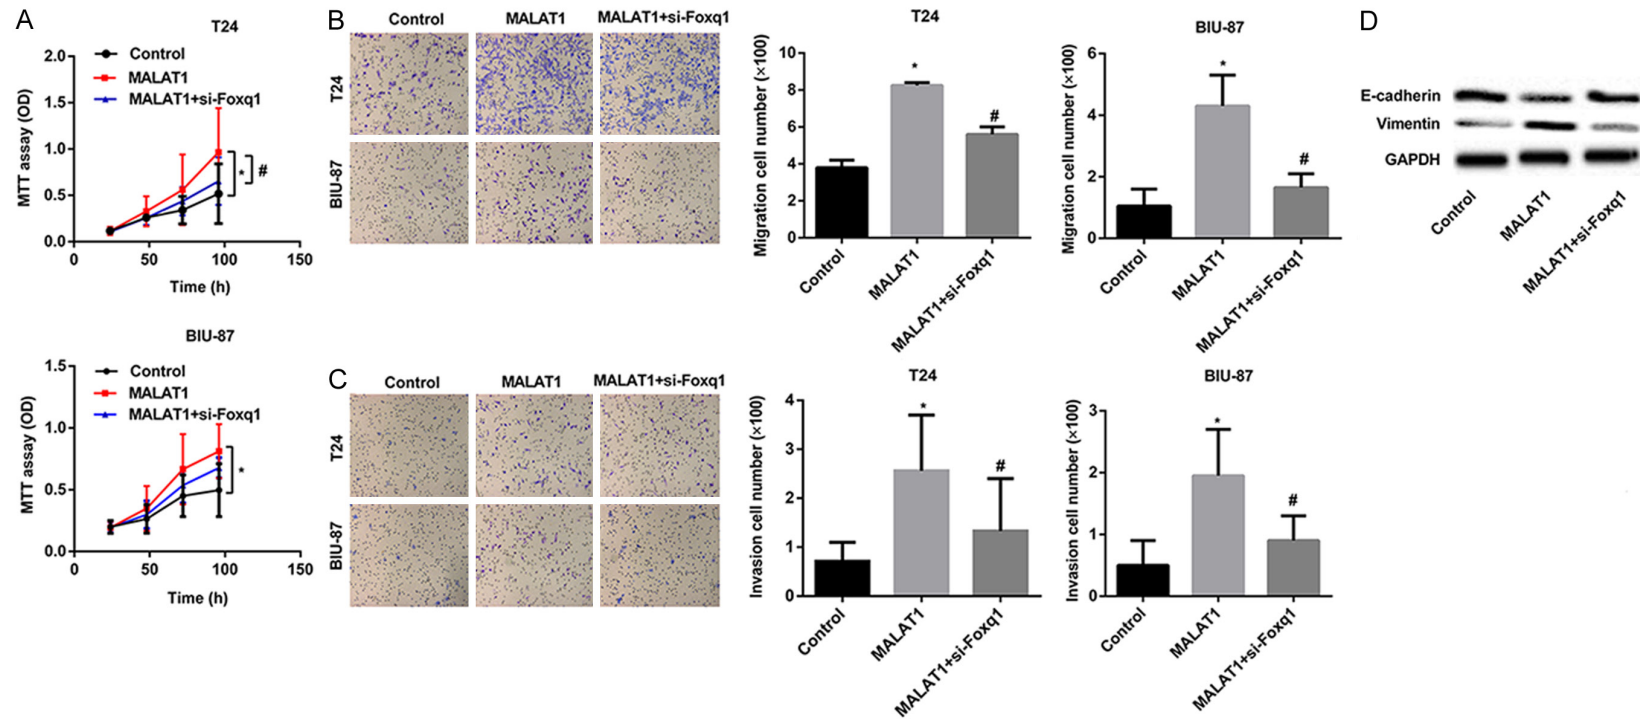 A
T24
2.0
1.5
1.0
0.5
0.0
MTT assay (OD)
Control
MALAT1
MALAT1+si-Foxq1
*
#
0
50
100
150
Time (h)
BIU-87
1.5
1.0
0.5
0.0
MTT assay (OD)
Control
MALAT1
MALAT1+si-Foxq1
*
0
50
100
150
Time (h)
B
Control
MALAT1
MALAT1+si-Foxq1
T24
BIU-87
T24
Migration cell number (×100)
10
8
6
4
2
0
*
#
Control
MALAT1
MALAT1+si-Foxq1
BIU-87
Migration cell number (×100)
6
4
2
0
*
#
Control
MALAT1
MALAT1+si-Foxq1
C
Control
MALAT1
MALAT1+si-Foxq1
T24
BIU-87
T24
Invasion cell number (×100)
4
3
2
1
0
*
#
Control
MALAT1
MALAT1+si-Foxq1
BIU-87
Invasion cell number (×100)
3
2
1
0
*
#
Control
MALAT1
MALAT1+si-Foxq1
D
E-cadherin
Vimentin
GAPDH
Control
MALAT1
MALAT1+si-Foxq1